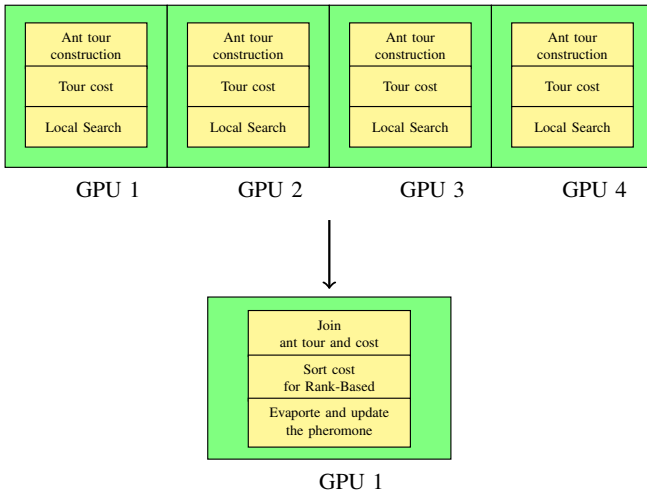 Ant tour
construction
Tour cost
Local Search
Ant tour
construction
Tour cost
Local Search
Ant tour
construction
Tour cost
Local Search
Ant tour
construction
Tour cost
Local Search
GPU 1
GPU 2
GPU 3
GPU 4
Join
ant tour and cost
Sort cost
for Rank-Based
Evaporte and update
the pheromone
GPU 1